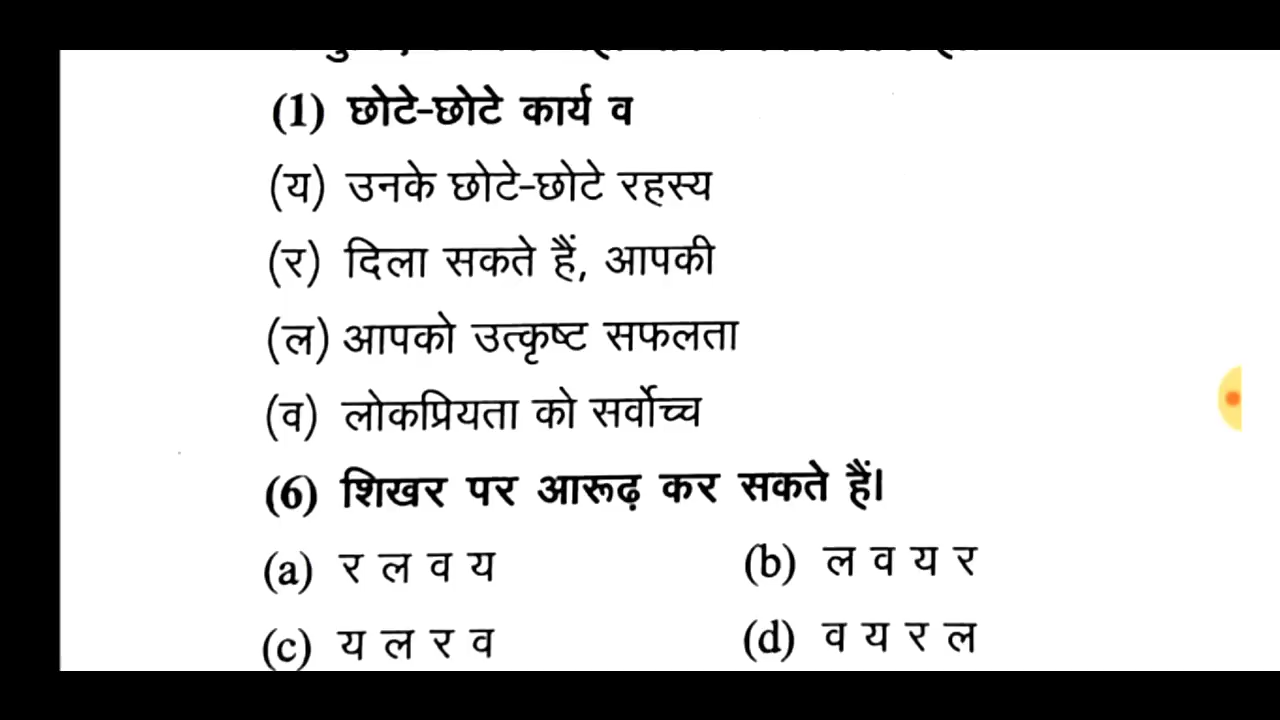 (1) छोटे-छोटे कार्य व
(य) उनके छोटे-छोटे रहस्य
(र) दिला सकते हैं, आपकी
(ल) आपको उत्कृष्ट सफलता
(व) लोकप्रियता को सर्वोच्च
(6) शिखर पर आरूढ़ कर सकते हैं।
(a) र ल व य (b) ल व य र
(c) य ल र व (d) व य र ल